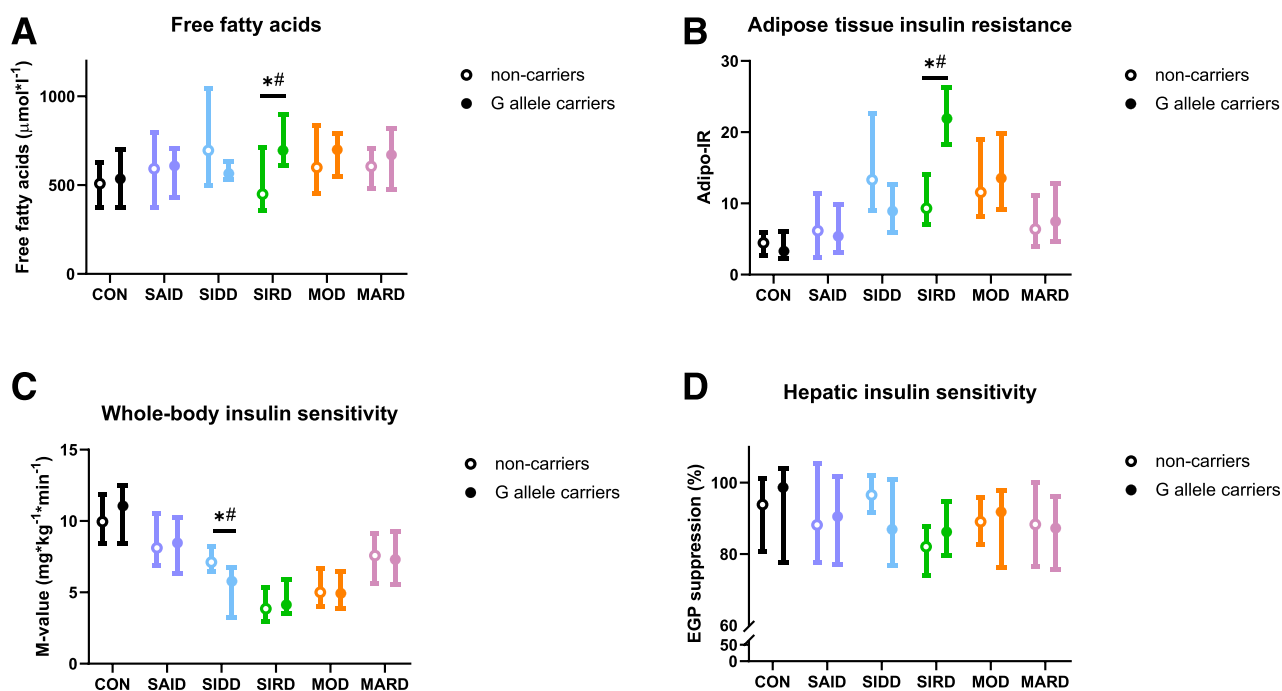 A
Free fatty acids
Free fatty acids (μmol*l⁻¹)
1000
500
0
*#
CON SAID SIDD SIRD MOD MARD
non-carriers
G allele carriers
B
Adipose tissue insulin resistance
Adipo-IR
30
20
10
0
*#
CON SAID SIDD SIRD MOD MARD
non-carriers
G allele carriers
C
Whole-body insulin sensitivity
M-value (mg*kg⁻¹*min⁻¹)
15
10
5
0
*#
CON SAID SIDD SIRD MOD MARD
non-carriers
G allele carriers
D
Hepatic insulin sensitivity
EGP suppression (%)
100
80
60
50
0
CON SAID SIDD SIRD MOD MARD
non-carriers
G allele carriers